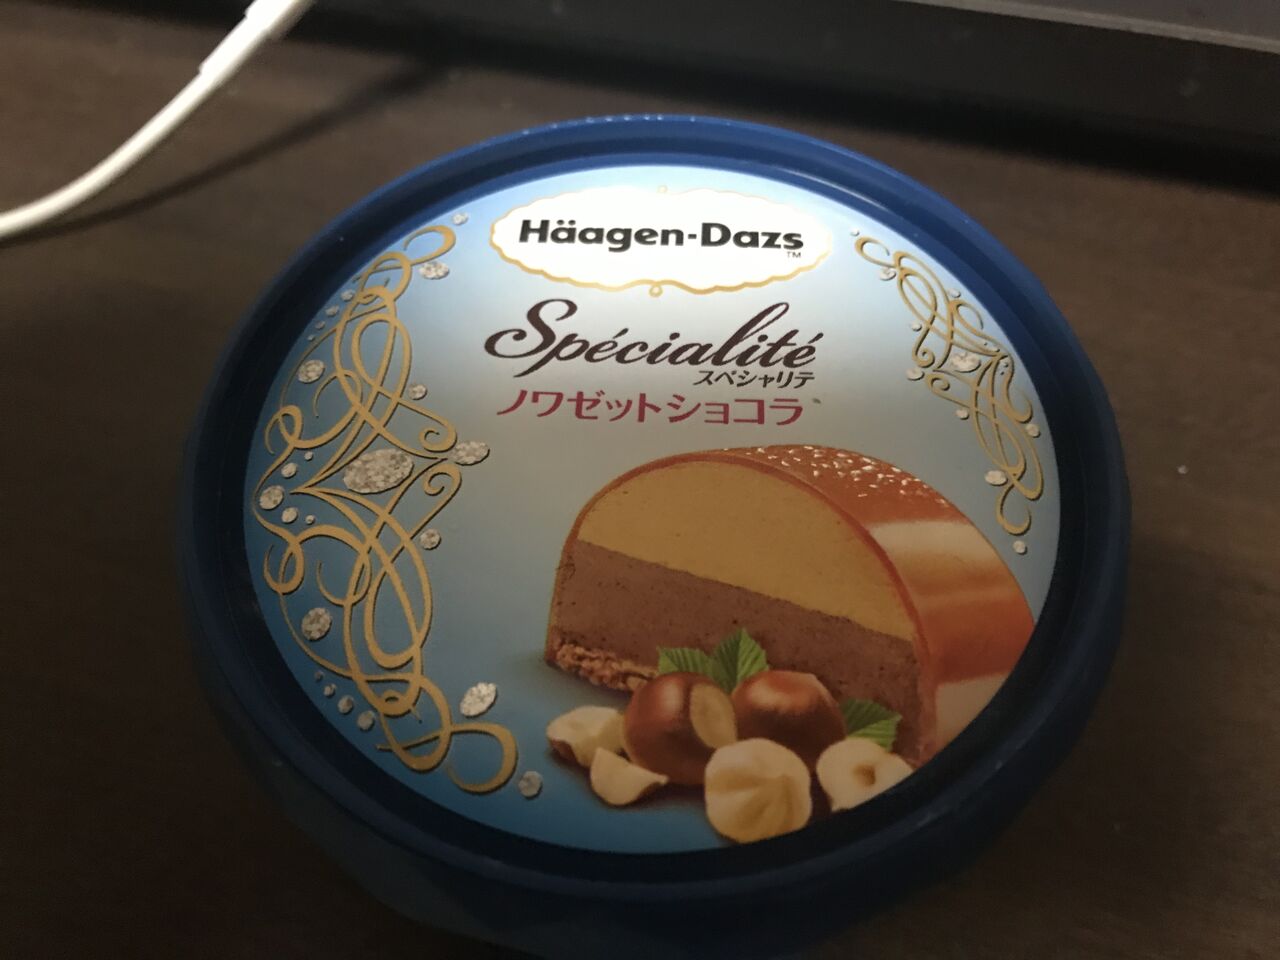 Häagen-Dazs
TM
Spécialité
スペシャリテ
ノワゼットショコラ